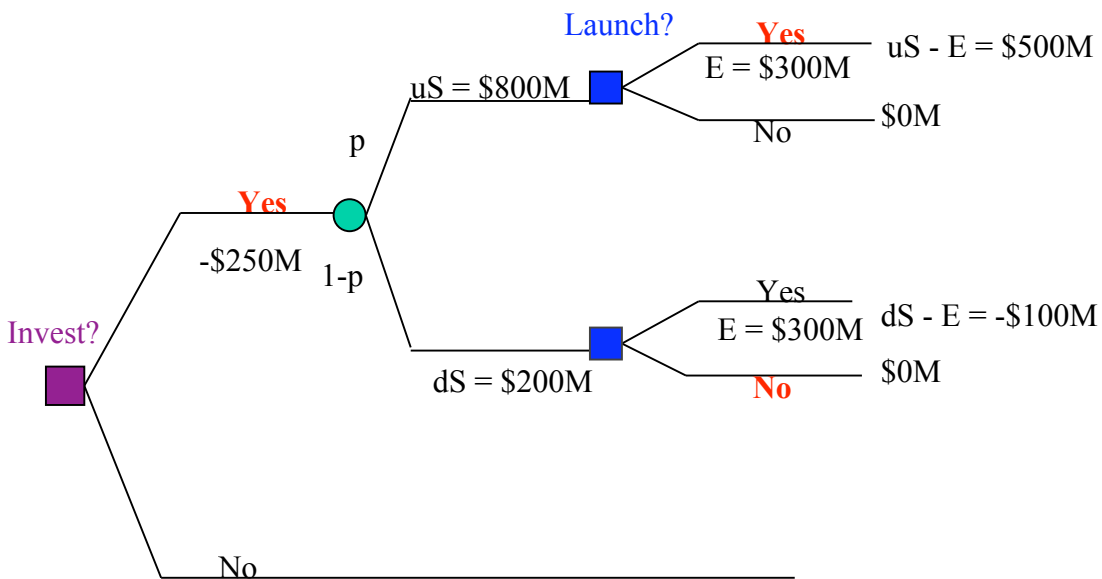 Launch?
Yes
uS - E = $500M
E = $300M
uS = $800M
$0M
No
p
Yes
-$250M
1-p
Yes
dS - E = -$100M
E = $300M
Invest?
dS = $200M
$0M
No
No